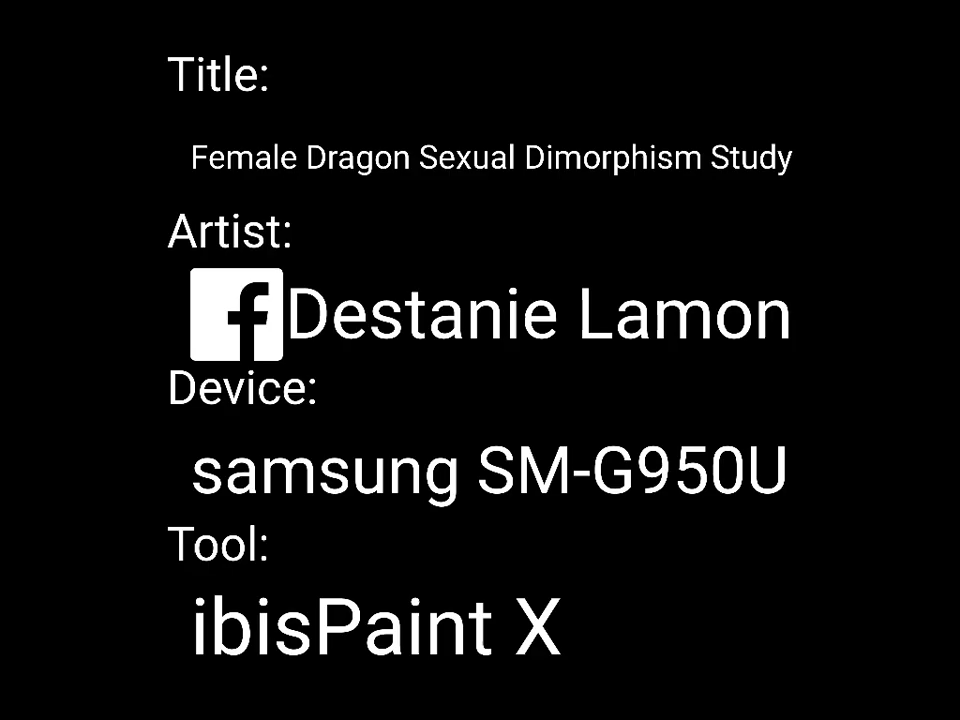 Title:
Female Dragon Sexual Dimorphism Study
Artist:
Destanie Lamon
Device:
samsung SM-G950U
Tool:
ibisPaint X